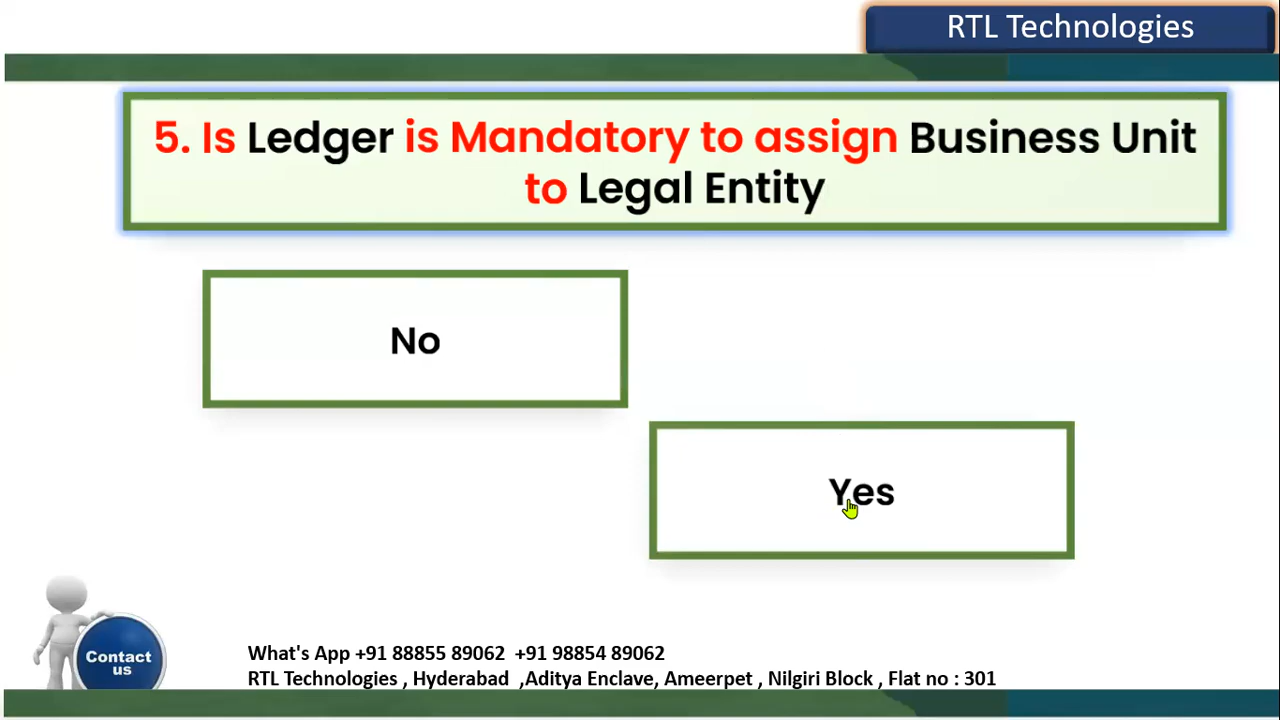 RTL Technologies
5. Is Ledger is Mandatory to assign Business Unit
to Legal Entity
No
Yes
Contact
us
What's App +91 88855 89062 +91 98854 89062
RTL Technologies , Hyderabad ,Aditya Enclave, Ameerpet , Nilgiri Block , Flat no : 301